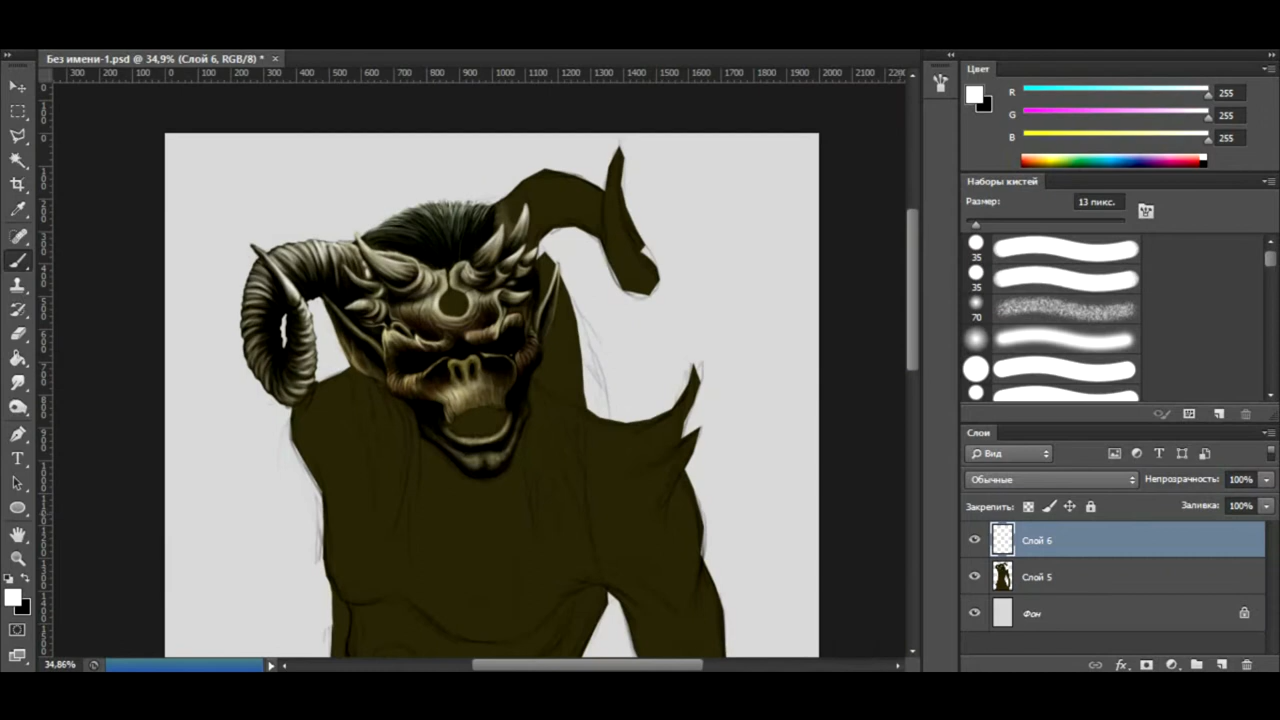 Без имени-1.psd @ 34,9% (Слой 6, RGB/8) * ×
300 200 100 0 100 200 300 400 500 600 700 800 900 1000 1100 1200 1300 1400 1500 1600 1700 1800 1900 2000 2100 220
Цвет
R 255
G 255
B 255
Наборы кистей
Размер: 13 пикс.
35
35
70
Слои
Вид
Обычные Непрозрачность: 100%
Закрепить: Заливка: 100%
Слой 6
Слой 5
Фон
34,86%